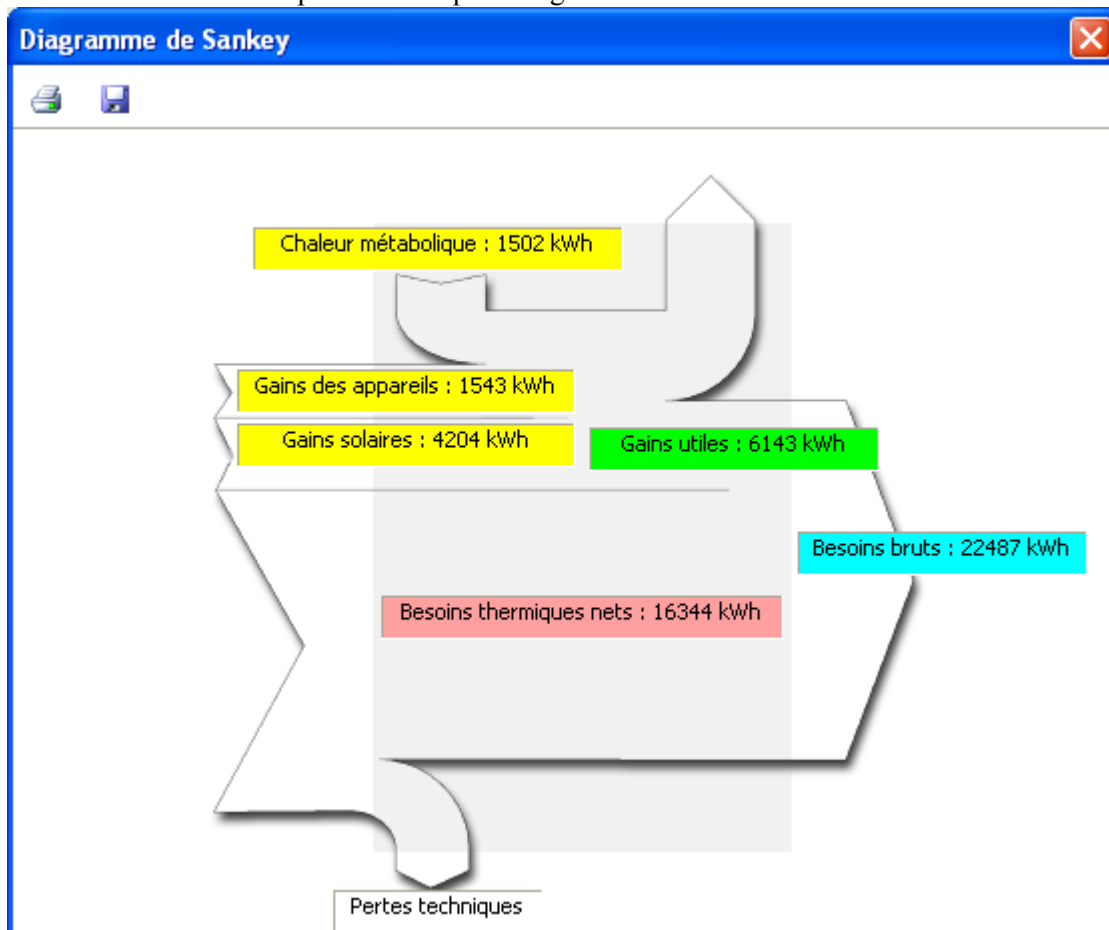 Diagramme de Sankey
Chaleur métabolique : 1502 kWh
Gains des appareils : 1543 kWh
Gains solaires : 4204 kWh
Gains utiles : 6143 kWh
Besoins bruts : 22487 kWh
Besoins thermiques nets : 16344 kWh
Pertes techniques